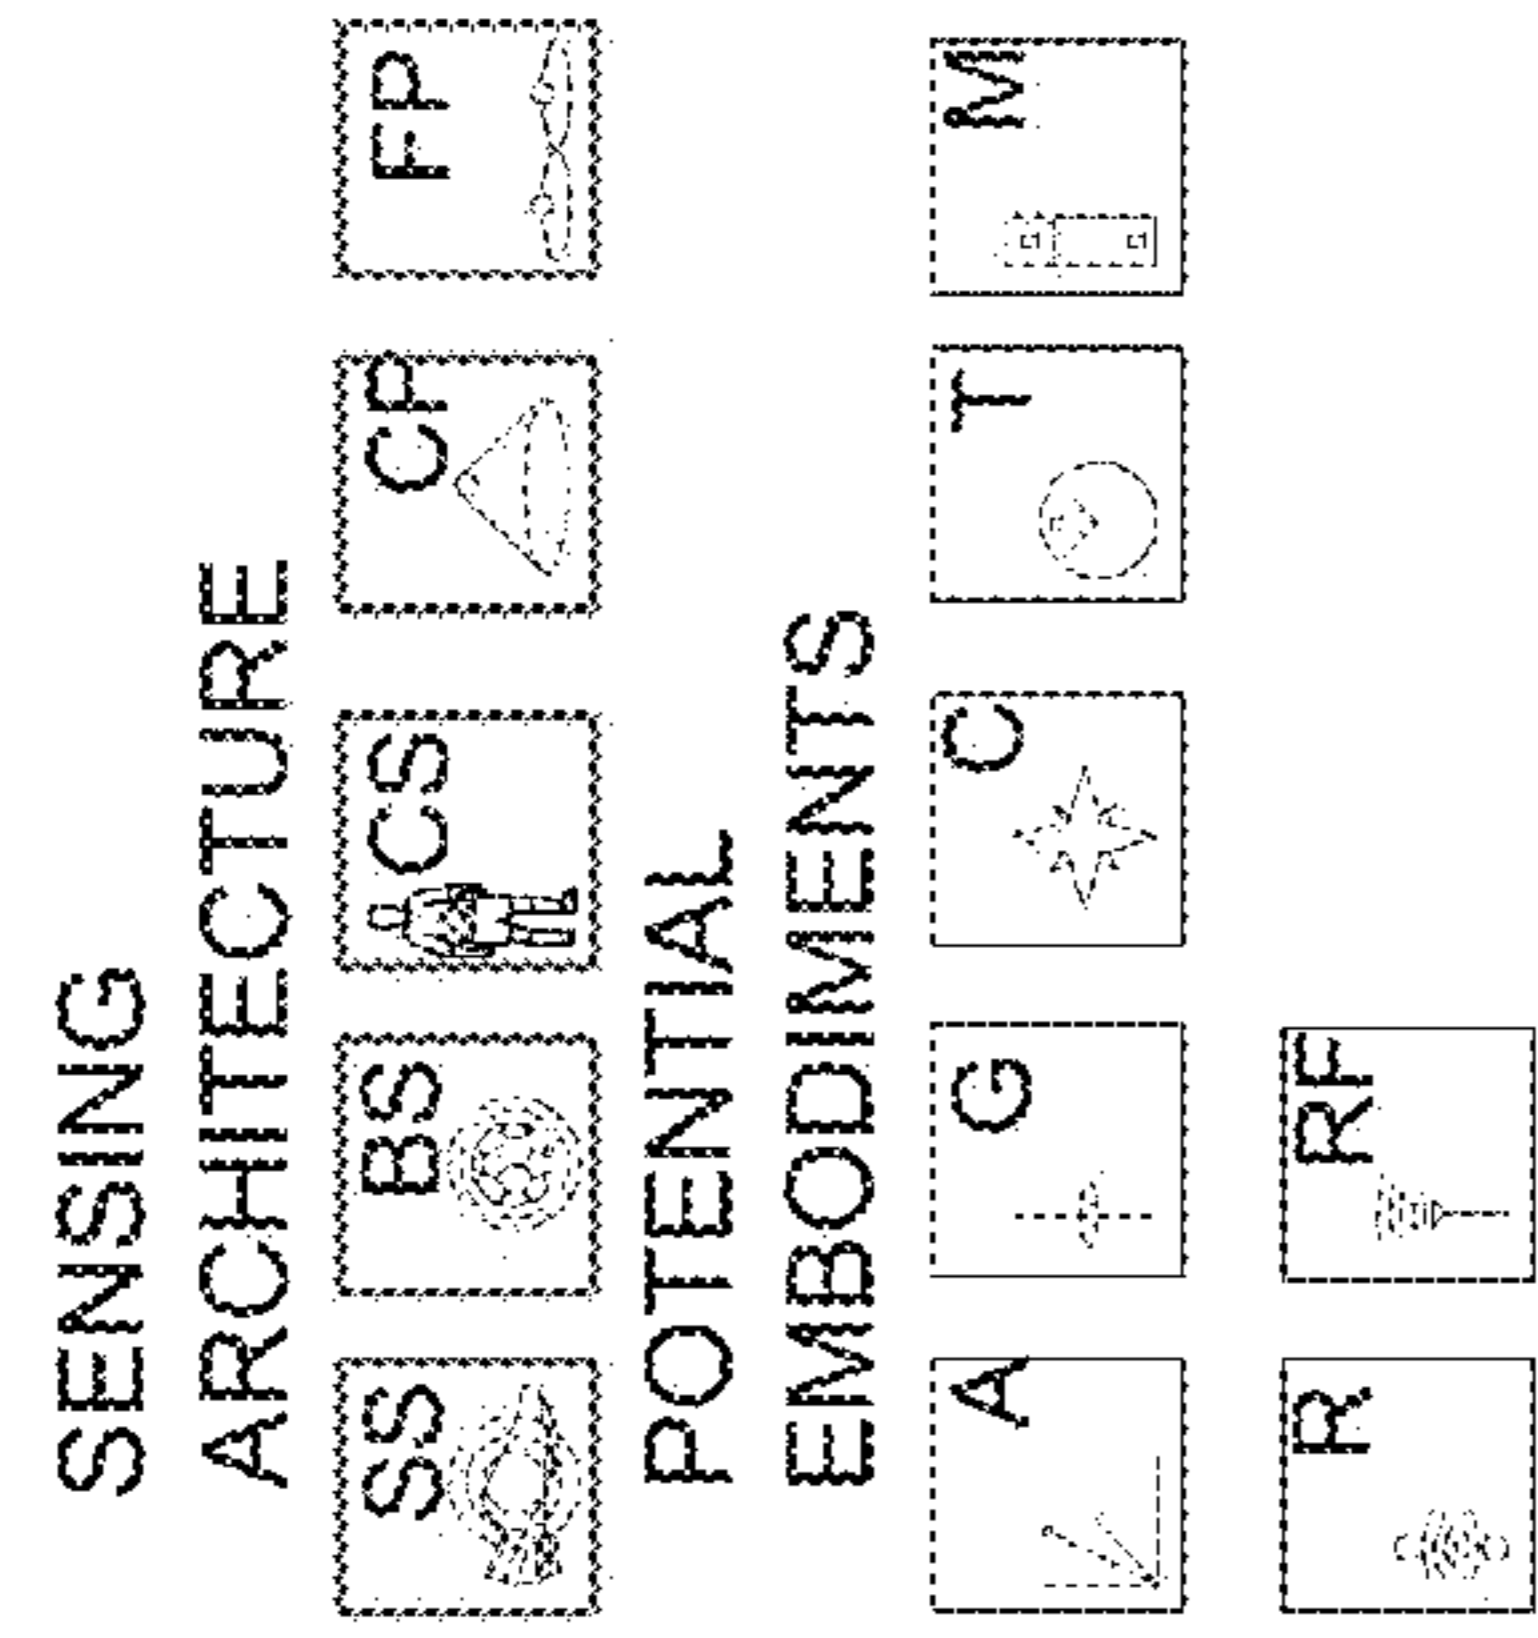 SENSING
ARCHITECTURE
SS BS CS CP FP
POTENTIAL
EMBODIMENTS
A G C T M
R RF